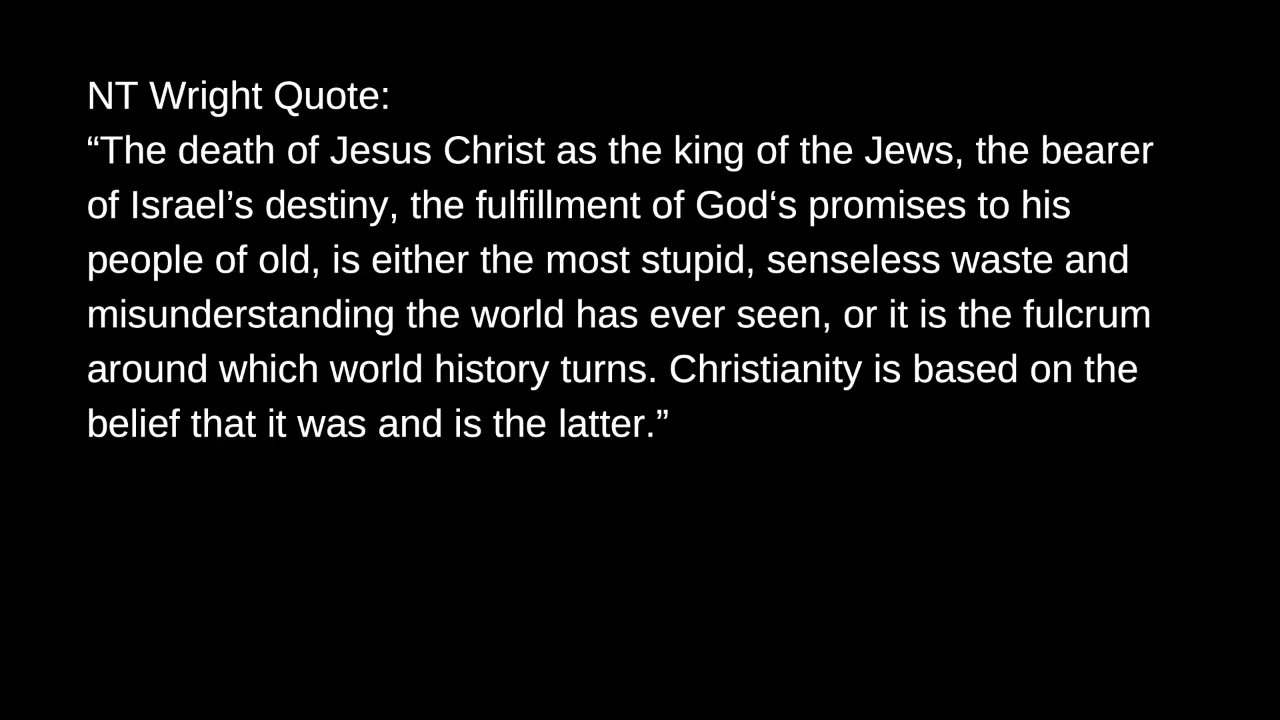 NT Wright Quote:
“The death of Jesus Christ as the king of the Jews, the bearer
of Israel’s destiny, the fulfillment of God‘s promises to his
people of old, is either the most stupid, senseless waste and
misunderstanding the world has ever seen, or it is the fulcrum
around which world history turns. Christianity is based on the
belief that it was and is the latter.”